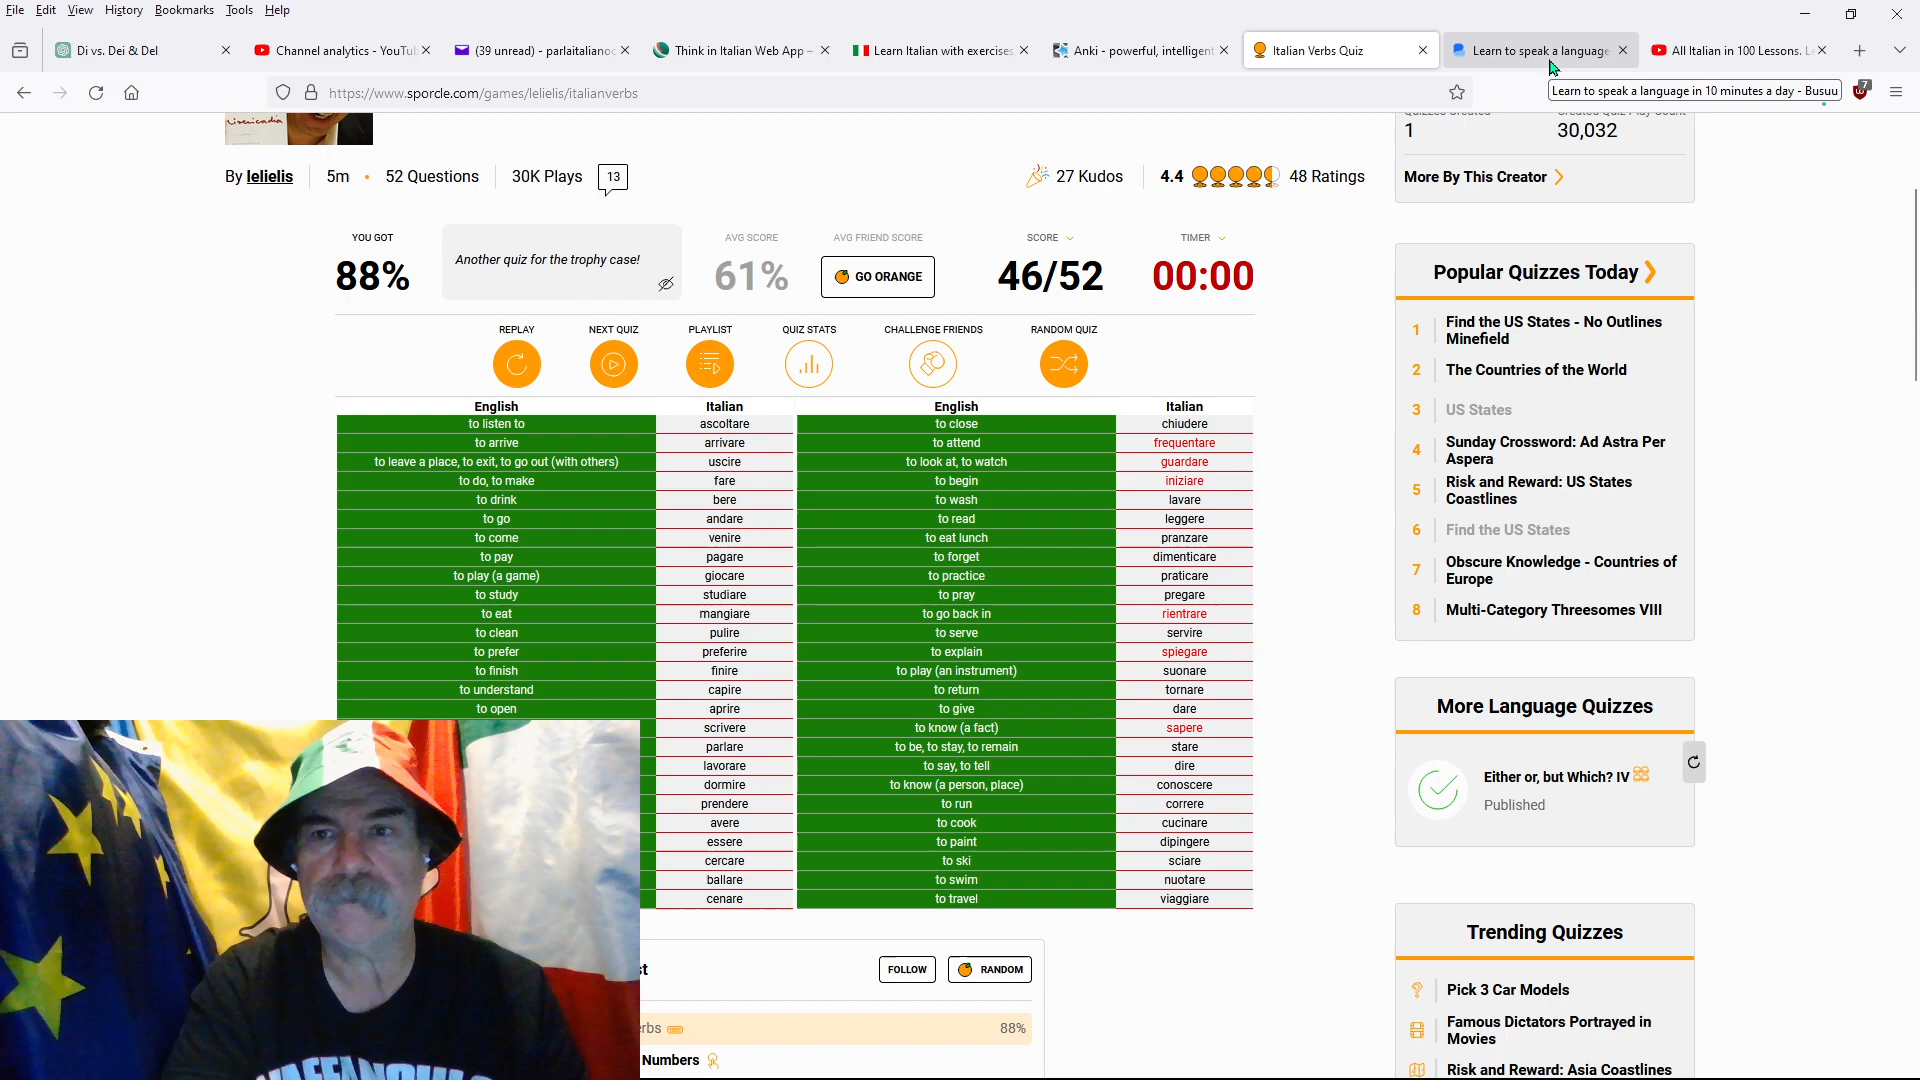 File Edit View History Bookmarks Tools Help
Di vs. Dei & Del
Channel analytics - YouTub
(39 unread) - parlaitaliano
Think in Italian Web App –
Learn Italian with exercises,
Anki - powerful, intelligent
Italian Verbs Quiz
Learn to speak a language
All Italian in 100 Lessons. L
https://www.sporcle.com/games/lelielis/italianverbs
Learn to speak a language in 10 minutes a day - Busuu
7
1
30,032
More By This Creator
By lelielis
5m • 52 Questions
30K Plays
13
27 Kudos
4.4
48 Ratings
YOU GOT
88%
Another quiz for the trophy case!
AVG SCORE
61%
AVG FRIEND SCORE
GO ORANGE
SCORE
46/52
TIMER
00:00
REPLAY
NEXT QUIZ
PLAYLIST
QUIZ STATS
CHALLENGE FRIENDS
RANDOM QUIZ
English Italian English Italian
to listen to ascoltare to close chiudere
to arrive arrivare to attend frequentare
to leave a place, to exit, to go out (with others) uscire to look at, to watch guardare
to do, to make fare to begin iniziare
to drink bere to wash lavare
to go andare to read leggere
to come venire to eat lunch pranzare
to pay pagare to forget dimenticare
to play (a game) giocare to practice praticare
to study studiare to pray pregare
to eat mangiare to go back in rientrare
to clean pulire to serve servire
to prefer preferire to explain spiegare
to finish finire to play (an instrument) suonare
to understand capire to return tornare
to open aprire to give dare
scrivere to know (a fact) sapere
parlare to be, to stay, to remain stare
lavorare to say, to tell dire
dormire to know (a person, place) conoscere
prendere to run correre
avere to cook cucinare
essere to paint dipingere
cercare to ski sciare
ballare to swim nuotare
cenare to travel viaggiare
st
FOLLOW
RANDOM
erbs
88%
Numbers
Popular Quizzes Today
1 Find the US States - No Outlines
Minefield
2 The Countries of the World
3 US States
4 Sunday Crossword: Ad Astra Per
Aspera
5 Risk and Reward: US States
Coastlines
6 Find the US States
7 Obscure Knowledge - Countries of
Europe
8 Multi-Category Threesomes VIII
More Language Quizzes
Either or, but Which? IV
Published
Trending Quizzes
Pick 3 Car Models
Famous Dictators Portrayed in
Movies
Risk and Reward: Asia Coastlines